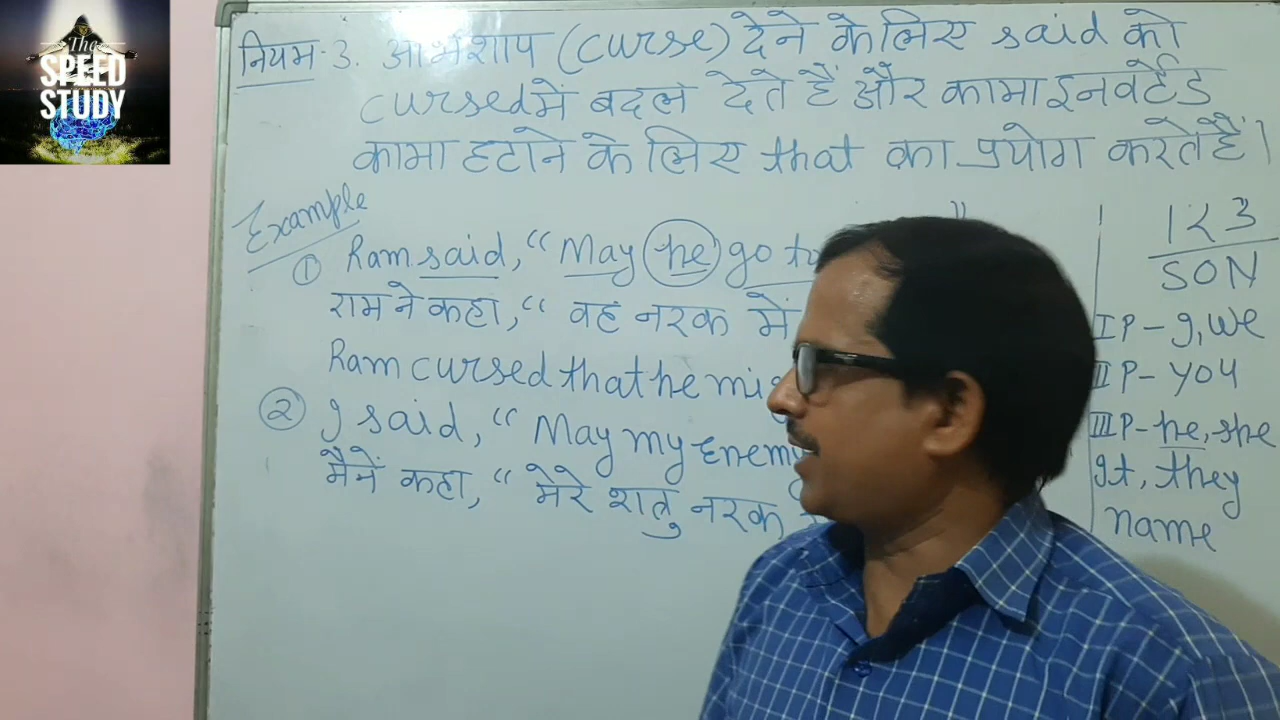 The
SPEED
STUDY
नियम-3. अभिशाप (curse) देने के लिए said को
cursed में बदल देते हैं और कामा इनवर्टेड
कामा हटाने के लिए that का प्रयोग करते हैं।
Example
① Ram said, “May he go to ”
राम ने कहा, “वह नरक में
Ram cursed that he mig
② I said, “May my Enemy
मैनें कहा, “मेरे शत्रु नरक
1 2 3
SON
I P - I, We
II P - You
III P - he, she
It, they
name